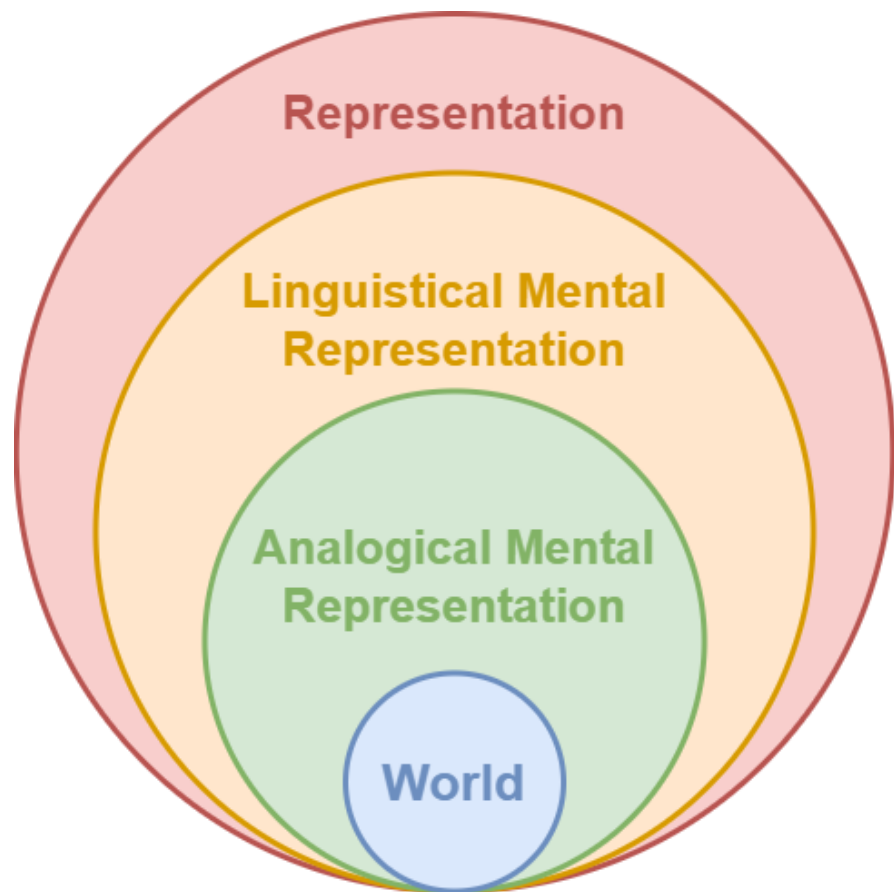 Representation
Linguistical Mental
Representation
Analogical Mental
Representation
World